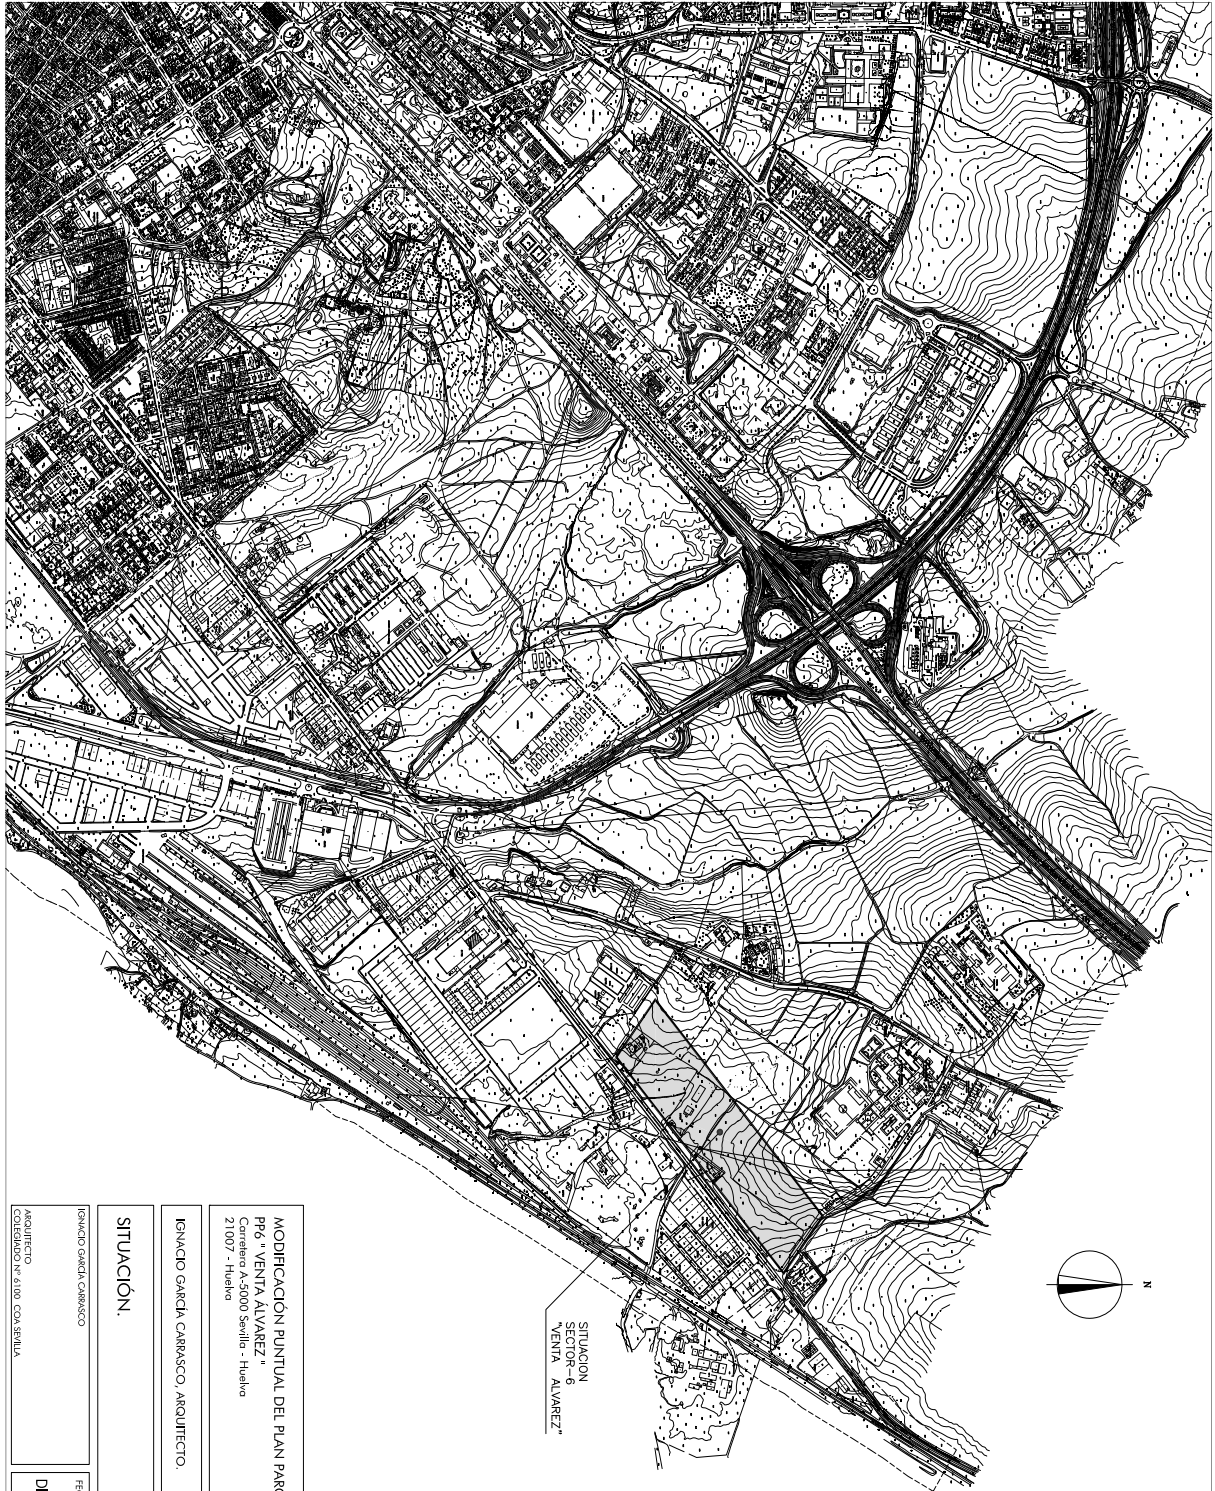 N
SITUACION
SECTOR-6
"VENTA ALVAREZ"
MODIFICACIÓN PUNTUAL DEL PLAN PARC
PP6 " VENTA ÁLVAREZ "
Carretera A-5000 Sevilla - Huelva
21007 - Huelva
IGNACIO GARCÍA CARRASCO, ARQUITECTO.
SITUACIÓN.
IGNACIO GARCÍA CARRASCO
ARQUITECTO
COLEGIADO Nº 6100 COA SEVILLA